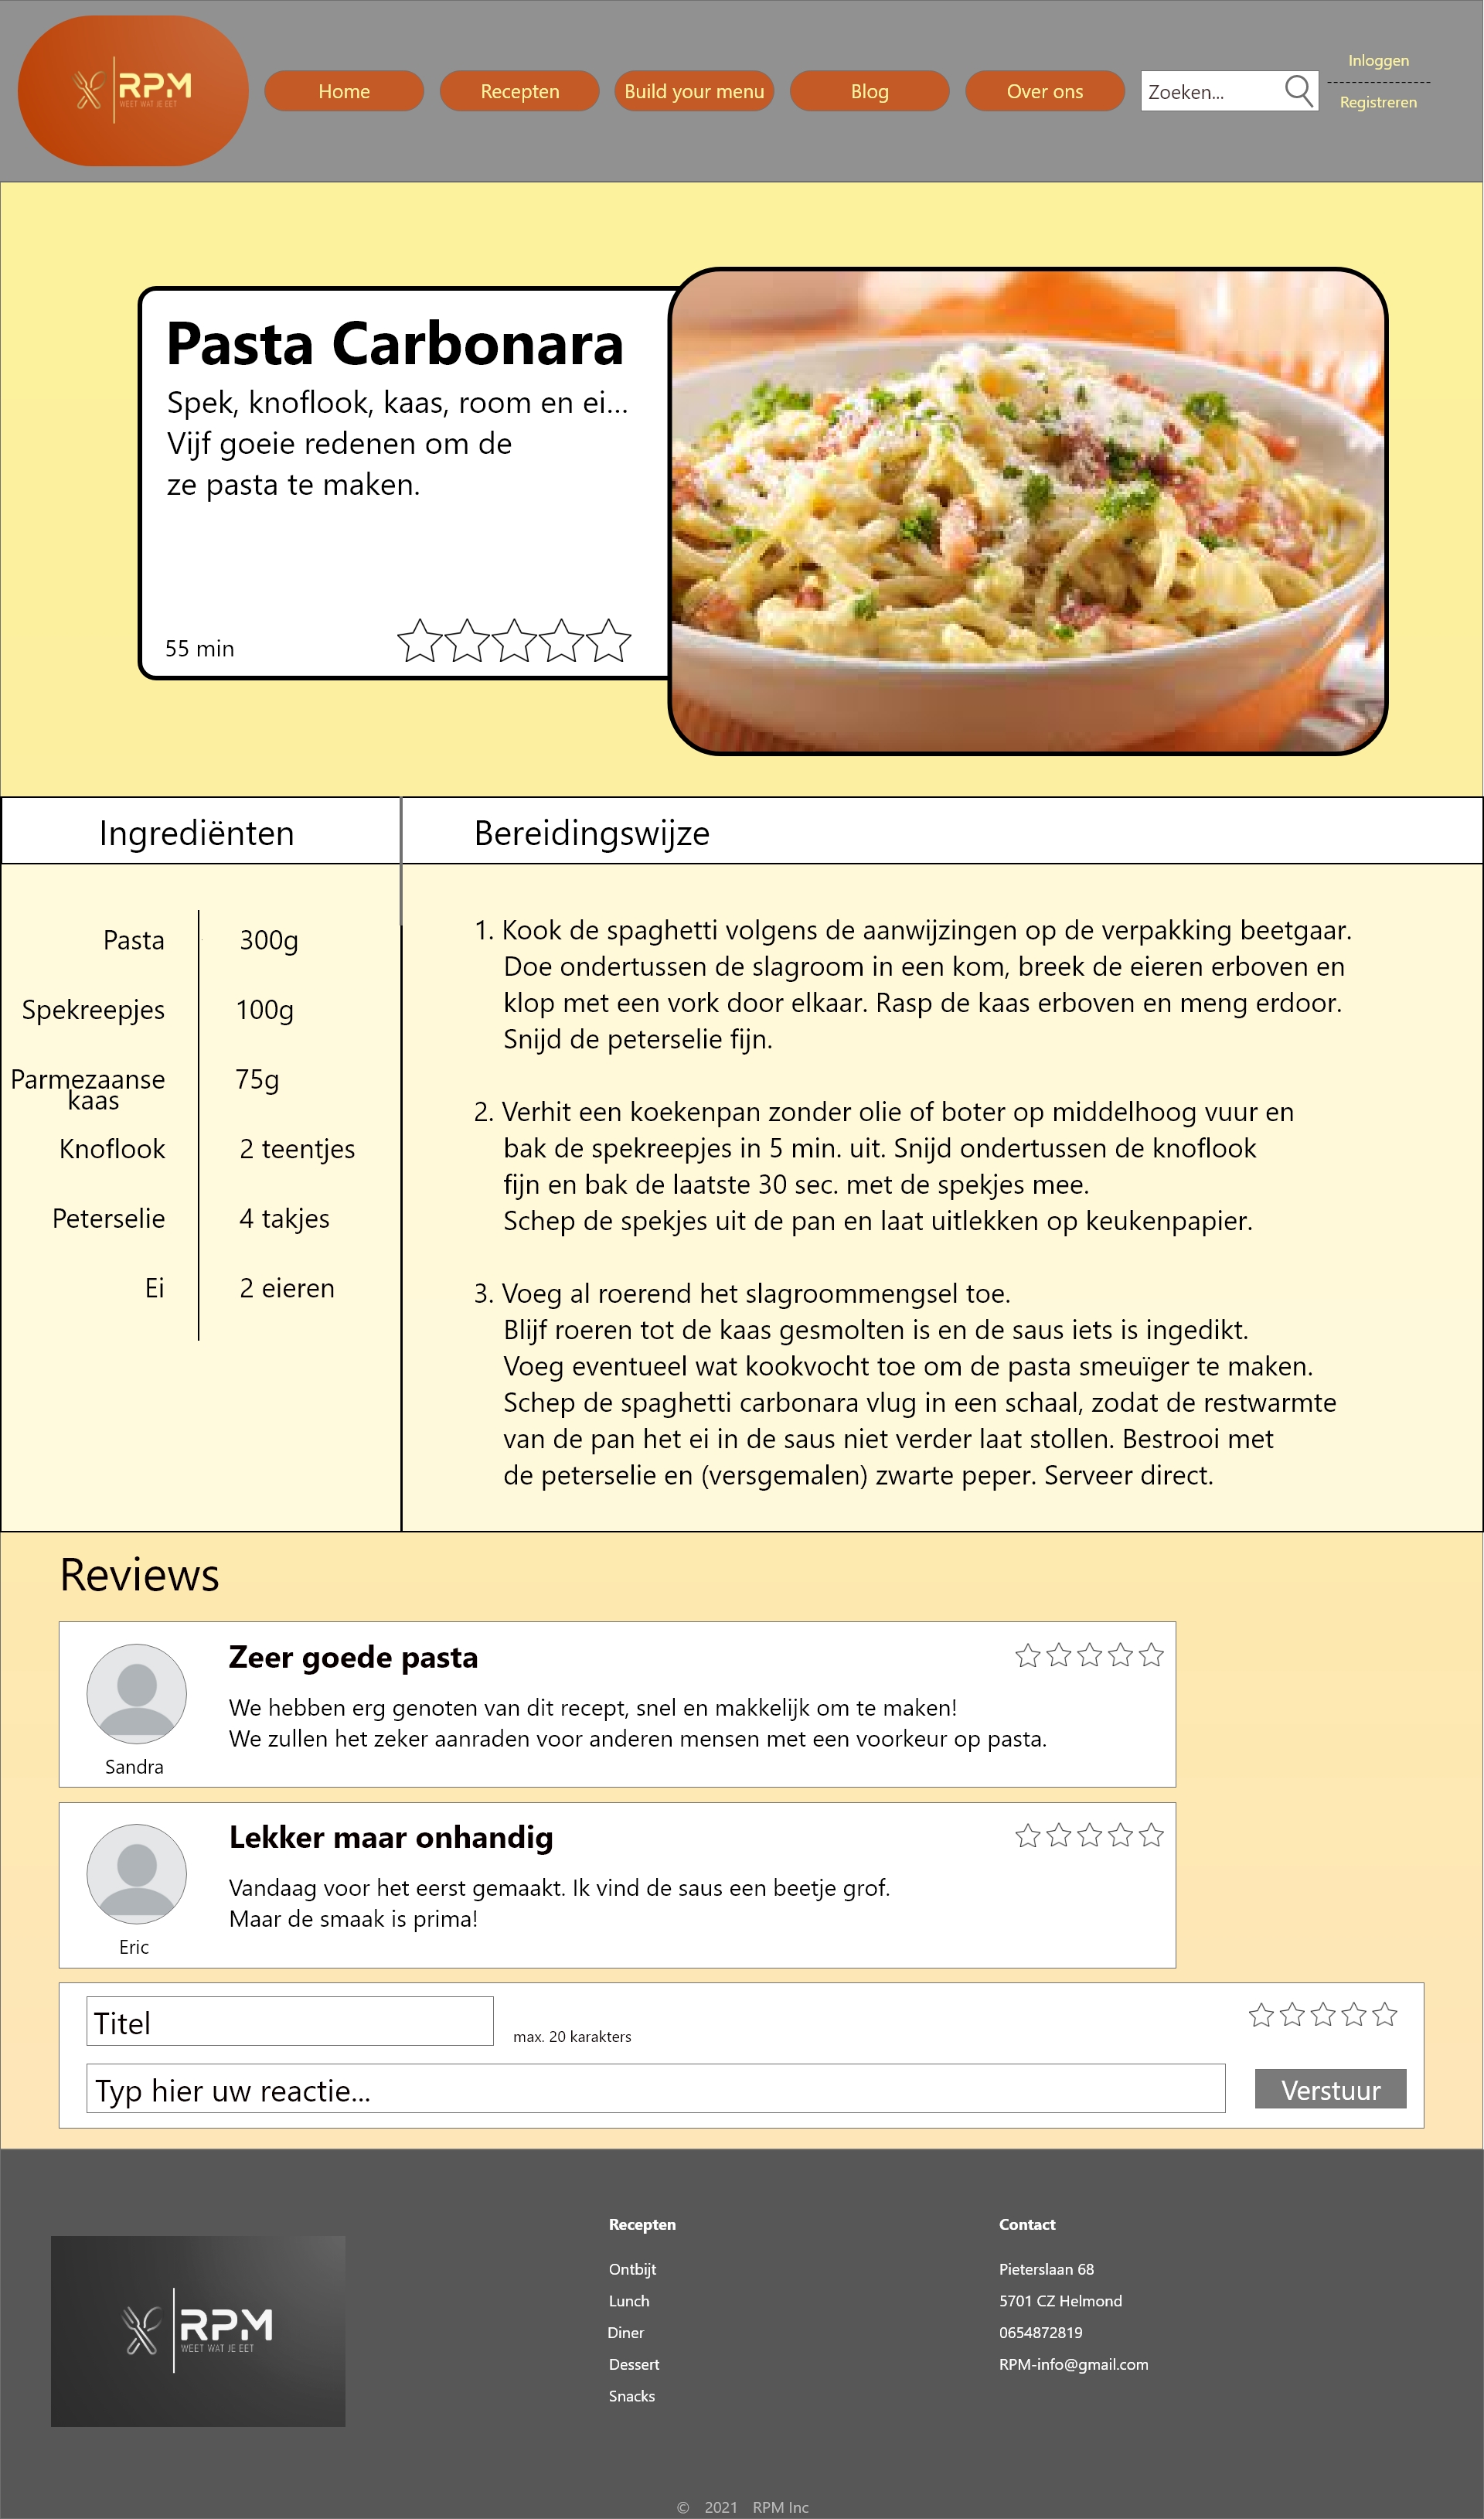 RPM
WEET WAT JE EET
Home
Recepten
Build your menu
Blog
Over ons
Zoeken...
Inloggen
Registreren
Pasta Carbonara
Spek, knoflook, kaas, room en ei...
Vijf goeie redenen om de
ze pasta te maken.
55 min
Ingrediënten
Pasta 300g
Spekreepjes 100g
Parmezaanse 75g
kaas
Knoflook 2 teentjes
Peterselie 4 takjes
Ei 2 eieren
Bereidingswijze
1. Kook de spaghetti volgens de aanwijzingen op de verpakking beetgaar.
Doe ondertussen de slagroom in een kom, breek de eieren erboven en
klop met een vork door elkaar. Rasp de kaas erboven en meng erdoor.
Snijd de peterselie fijn.
2. Verhit een koekenpan zonder olie of boter op middelhoog vuur en
bak de spekreepjes in 5 min. uit. Snijd ondertussen de knoflook
fijn en bak de laatste 30 sec. met de spekjes mee.
Schep de spekjes uit de pan en laat uitlekken op keukenpapier.
3. Voeg al roerend het slagroommengsel toe.
Blijf roeren tot de kaas gesmolten is en de saus iets is ingedikt.
Voeg eventueel wat kookvocht toe om de pasta smeuïger te maken.
Schep de spaghetti carbonara vlug in een schaal, zodat de restwarmte
van de pan het ei in de saus niet verder laat stollen. Bestrooi met
de peterselie en (versgemalen) zwarte peper. Serveer direct.
Reviews
Zeer goede pasta
We hebben erg genoten van dit recept, snel en makkelijk om te maken!
We zullen het zeker aanraden voor anderen mensen met een voorkeur op pasta.
Sandra
Lekker maar onhandig
Vandaag voor het eerst gemaakt. Ik vind de saus een beetje grof.
Maar de smaak is prima!
Eric
Titel
max. 20 karakters
Typ hier uw reactie...
Verstuur
RPM
WEET WAT JE EET
Recepten
Ontbijt
Lunch
Diner
Dessert
Snacks
Contact
Pieterslaan 68
5701 CZ Helmond
0654872819
RPM-info@gmail.com
© 2021 RPM Inc